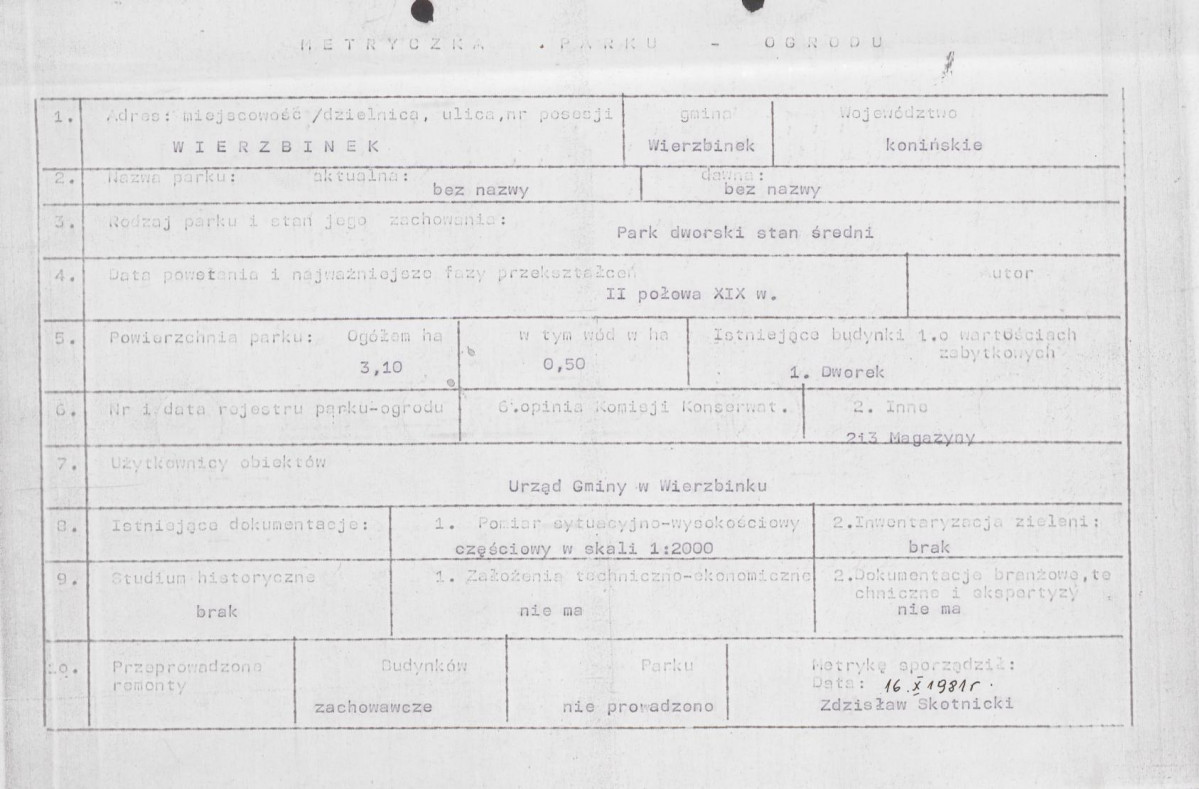 METRYCZKA PARKU - OGRODU
1. Adres: miejscowość /dzielnica, ulica, nr posesji gmina Województwo
WIERZBINEK Wierzbinek konińskie
2. Nazwa parku: aktualna: dawna:
bez nazwy bez nazwy
3. Rodzaj parku i stan jego zachowania:
Park dworski stan średni
4. Data powstania i najważniejsze fazy przekształceń Autor
II połowa XIX w.
5. Powierzchnia parku: Ogółem ha w tym wód w ha Istniejące budynki 1.o wartościach
zabytkowych
3,10 0,50 1. Dworek
6. Nr i data rejestru parku-ogrodu 6.opinia Komisji Konserwat. 2. Inne
2i3 Magazyny
7. Użytkownicy obiektów
Urząd Gminy w Wierzbinku
8. Istniejące dokumentacje: 1. Pomiar sytuacyjno-wysokościowy 2.Inwentaryzacja zieleni:
częściowy w skali 1:2000 brak
9. Studium historyczne 1. Założenia techniczno-ekonomiczne 2.Dokumentacje branżowe,te
chniczne i ekspertyzy
brak nie ma nie ma
10. Przeprowadzone Budynków Parku Metrykę sporządził:
remonty Data: 16.X 1981r.
zachowawcze nie prowadzono Zdzisław Skotnicki